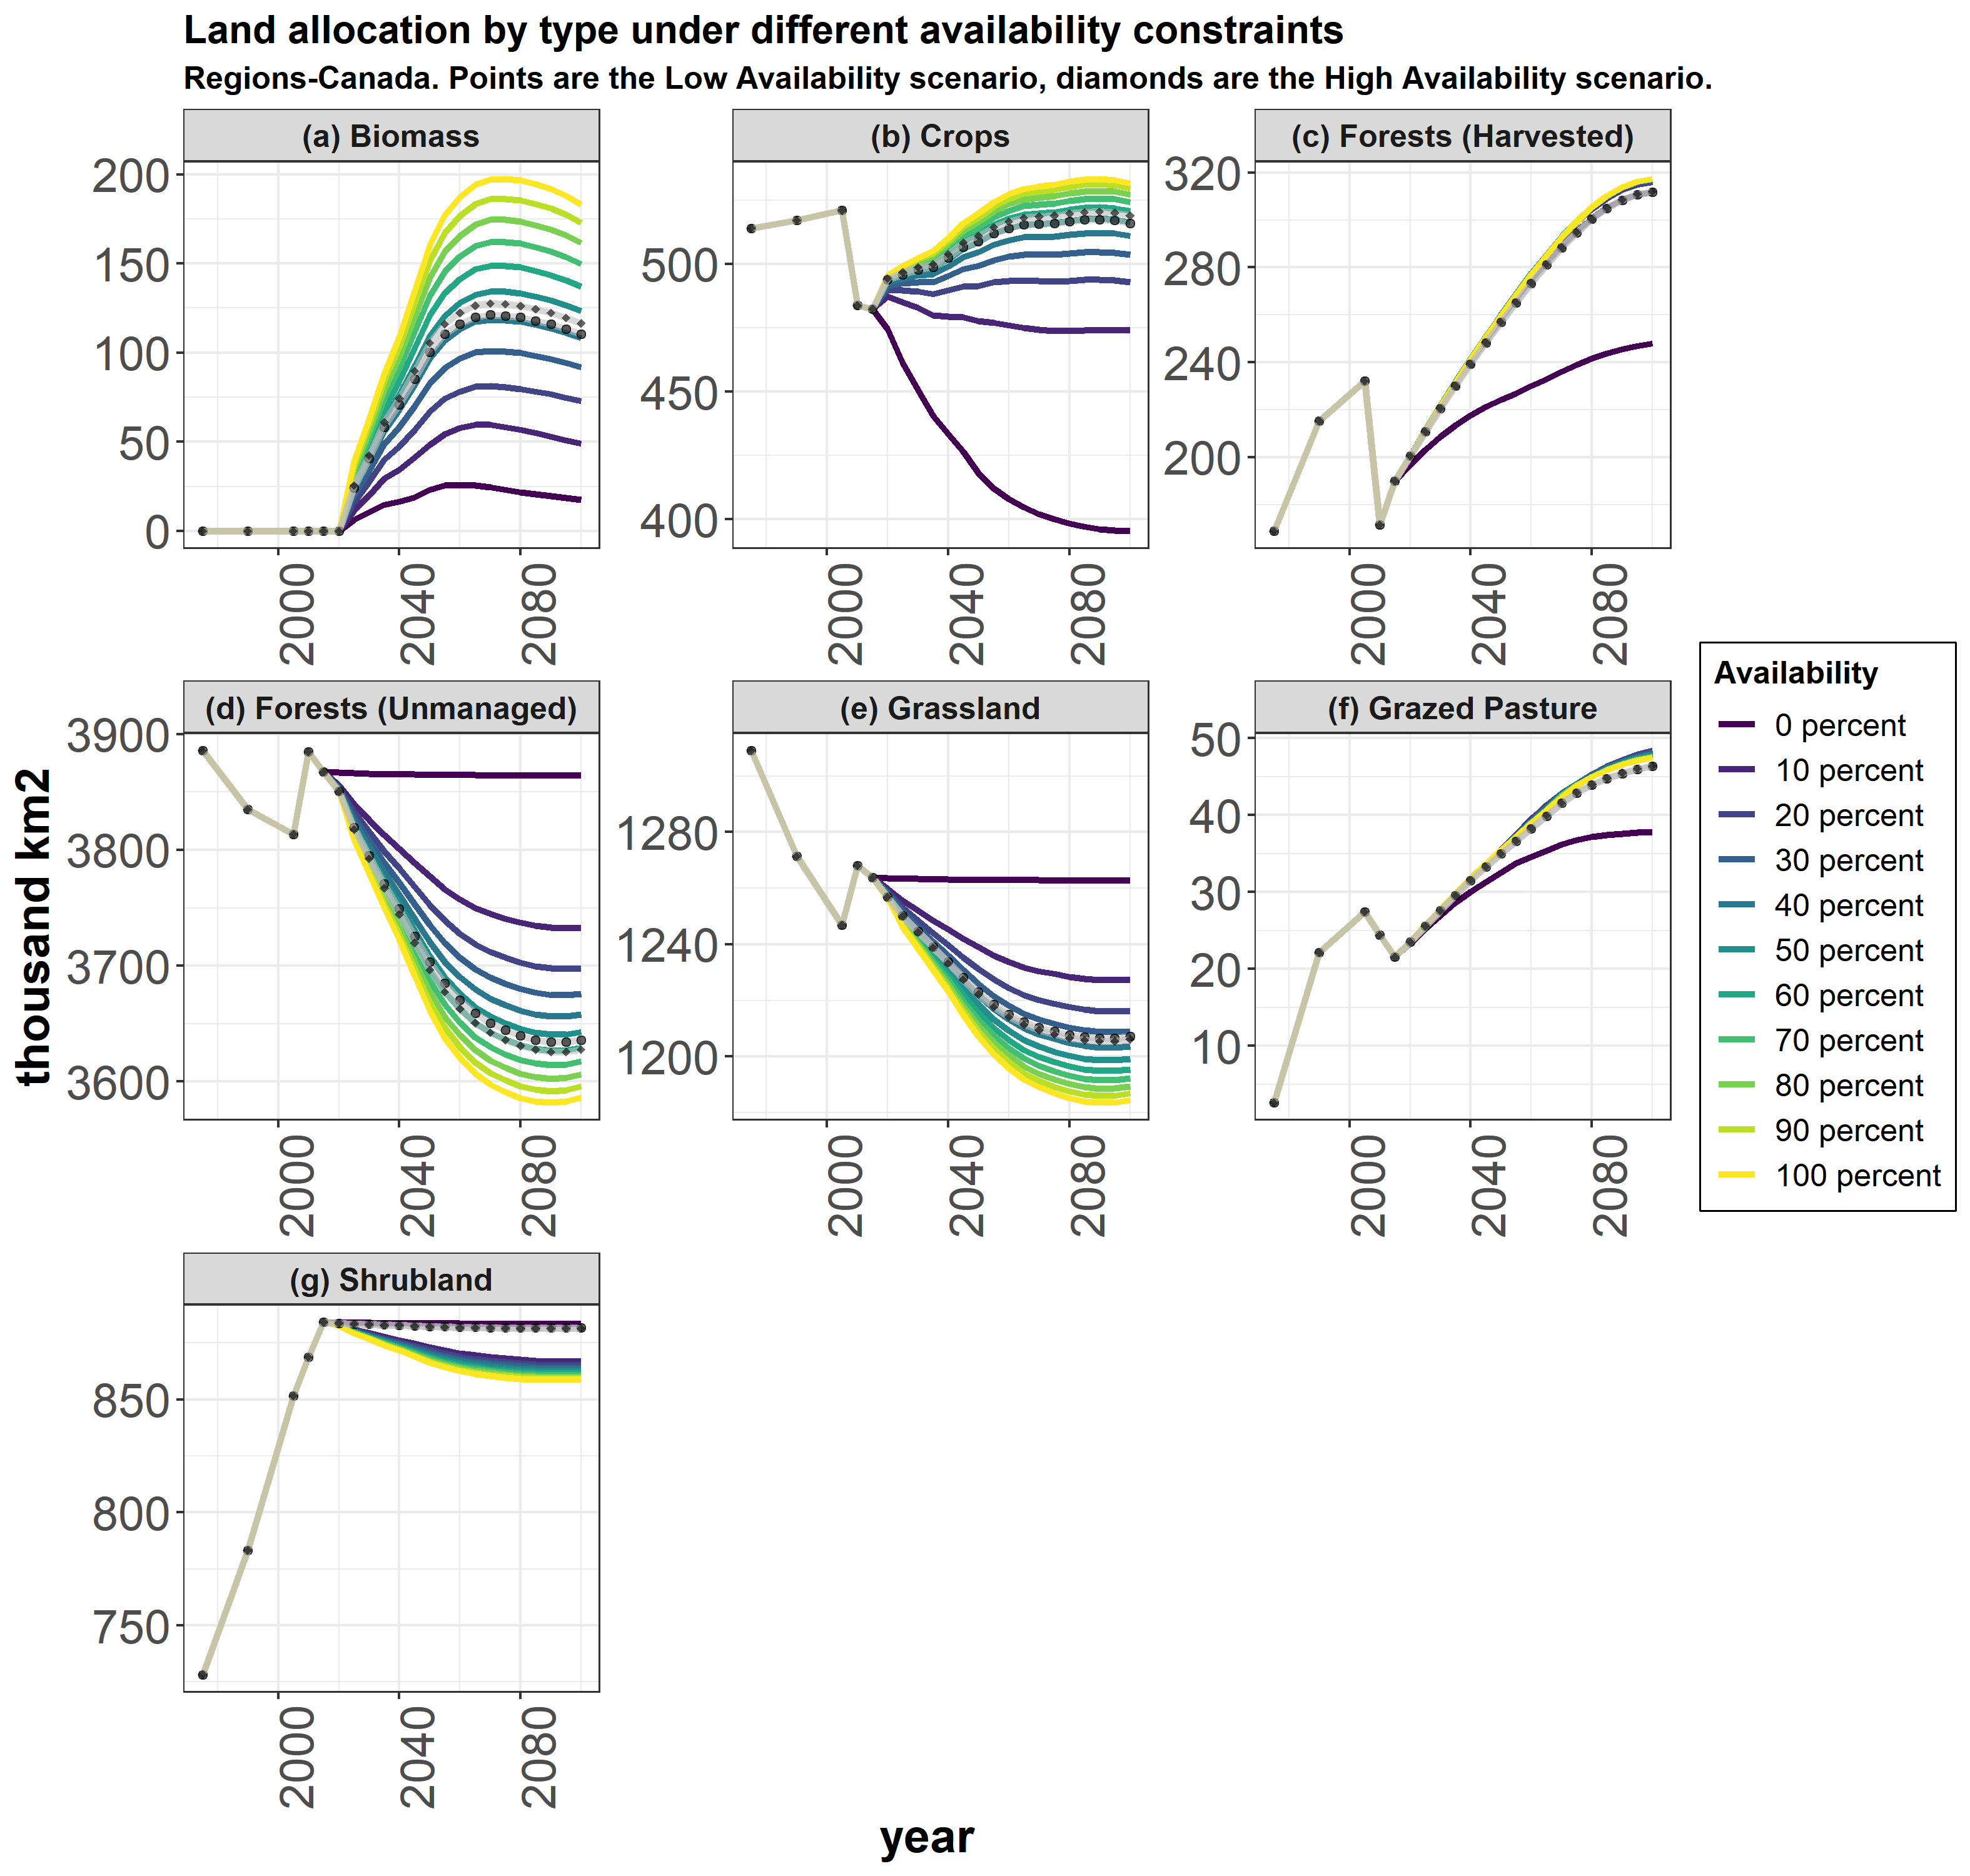 Land allocation by type under different availability constraints
Regions-Canada. Points are the Low Availability scenario, diamonds are the High Availability scenario.
(a) Biomass
200
150
100
50
0
2000
2040
2080
(b) Crops
500
450
400
2000
2040
2080
(c) Forests (Harvested)
320
280
240
200
2000
2040
2080
thousand km2
(d) Forests (Unmanaged)
3900
3800
3700
3600
2000
2040
2080
(e) Grassland
1280
1240
1200
2000
2040
2080
(f) Grazed Pasture
50
40
30
20
10
2000
2040
2080
Availability
0 percent
10 percent
20 percent
30 percent
40 percent
50 percent
60 percent
70 percent
80 percent
90 percent
100 percent
(g) Shrubland
850
800
750
2000
2040
2080
year